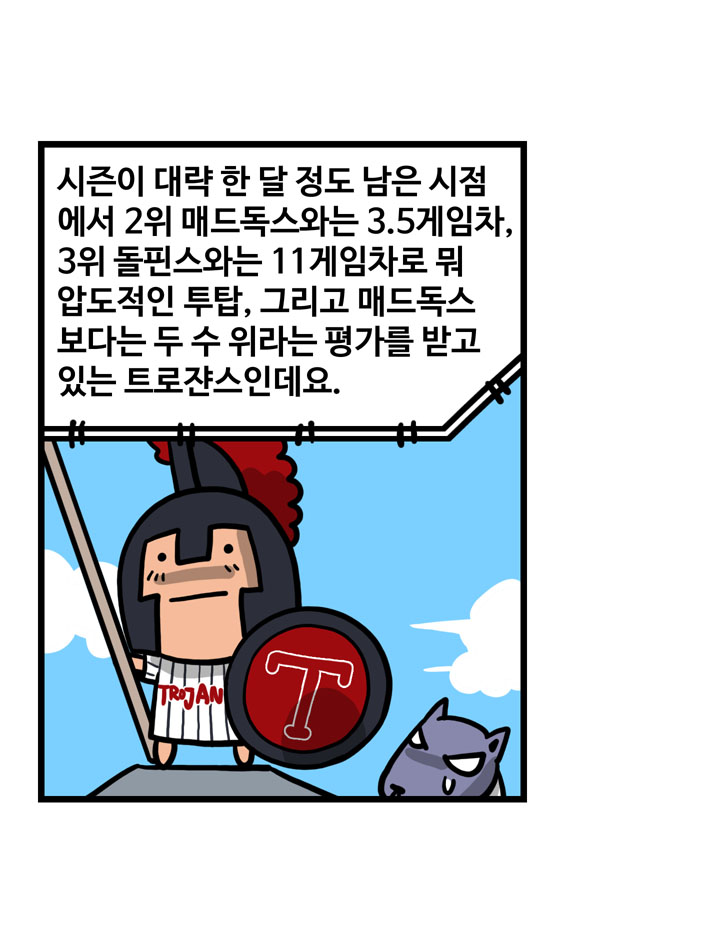 시즌이 대략 한 달 정도 남은 시점
에서 2위 매드독스와는 3.5게임차,
3위 돌핀스와는 11게임차로 뭐
압도적인 투탑, 그리고 매드독스
보다는 두 수 위라는 평가를 받고
있는 트로쟌스인데요.
TROJAN
T